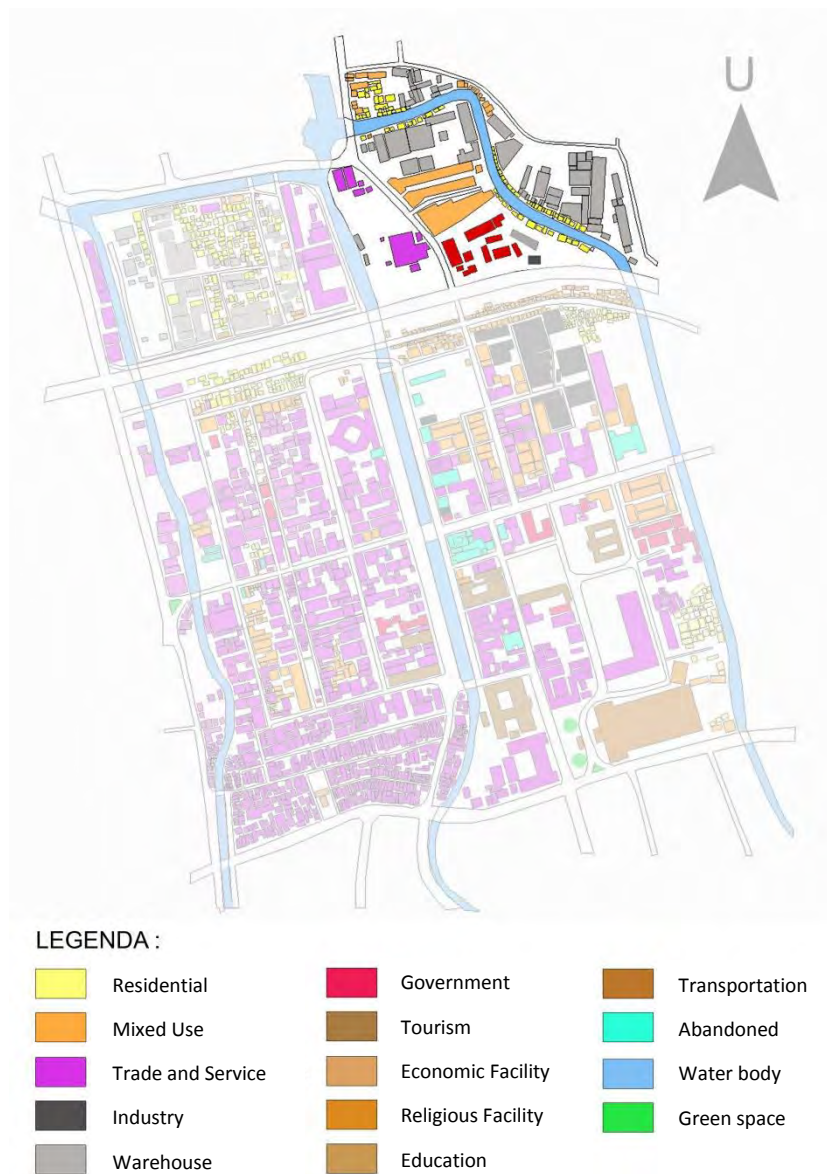 U
LEGENDA :
Residential
Mixed Use
Trade and Service
Industry
Warehouse
Government
Tourism
Economic Facility
Religious Facility
Education
Transportation
Abandoned
Water body
Green space